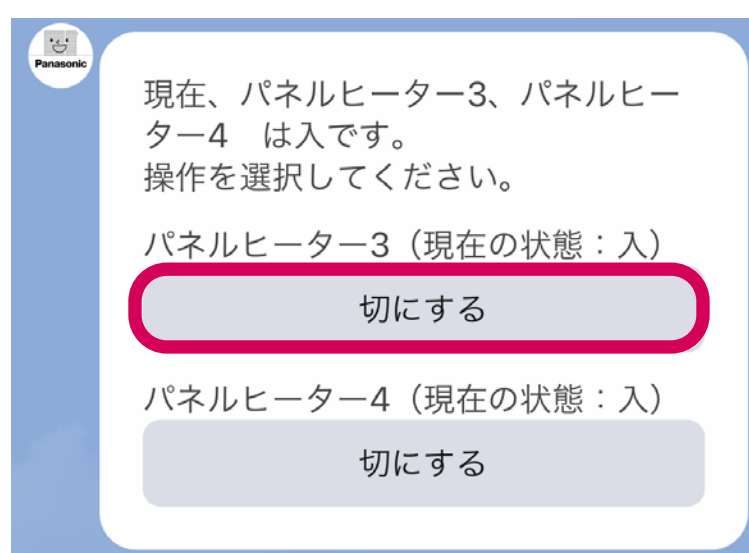 Panasonic
現在、パネルヒーター3、パネルヒー
ター4　は入です。
操作を選択してください。
パネルヒーター3（現在の状態：入）
切にする
パネルヒーター4（現在の状態：入）
切にする